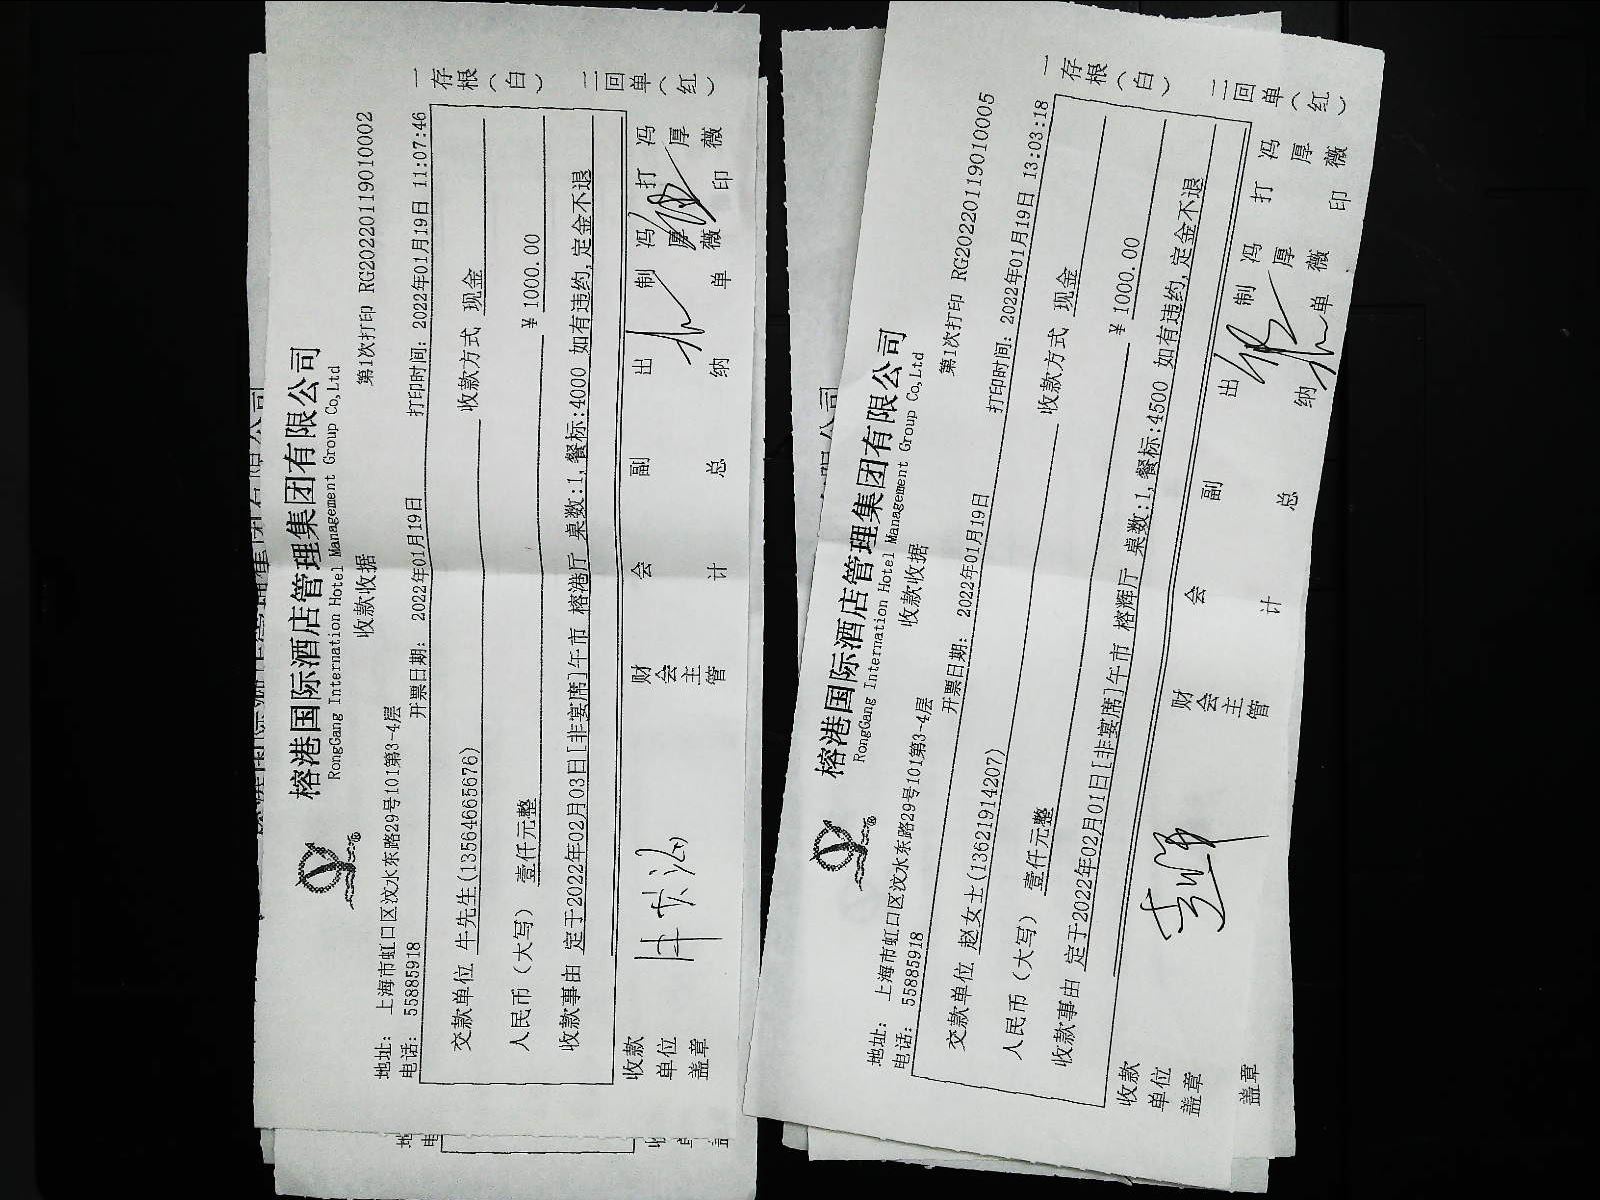 榕港国际酒店管理集团有限公司
RongGang Internation Hotel Management Group Co,Ltd
收款收据
第1次打印 RG20220119010002
地址: 上海市虹口区汶水东路29号101第3-4层
电话: 55885918
开票日期: 2022年01月19日
打印时间: 2022年01月19日 11:07:46
交款单位 牛先生(13564665676)
收款方式 现金
人民币(大写) 壹仟元整
¥ 1000.00
收款事由 定于2022年02月03日[非宴席]午市 榕港厅 桌数:1,餐标:4000 如有违约,定金不退
一存根(白)
二回单(红)
收款单位盖章
财会主管
会计
副总
出纳
制单 冯厚薇
打印 冯厚薇
榕港国际酒店管理集团有限公司
RongGang Internation Hotel Management Group Co,Ltd
收款收据
第1次打印 RG20220119010005
地址: 上海市虹口区汶水东路29号101第3-4层
电话: 55885918
开票日期: 2022年01月19日
打印时间: 2022年01月19日 13:03:18
交款单位 赵女士(13621914207)
收款方式 现金
人民币(大写) 壹仟元整
¥ 1000.00
收款事由 定于2022年02月01日[非宴席]午市 榕辉厅 桌数:1,餐标:4500 如有违约,定金不退
一存根(白)
二回单(红)
收款单位盖章
财会主管
会计
副总
出纳
制单 冯厚薇
打印 冯厚薇
盖章